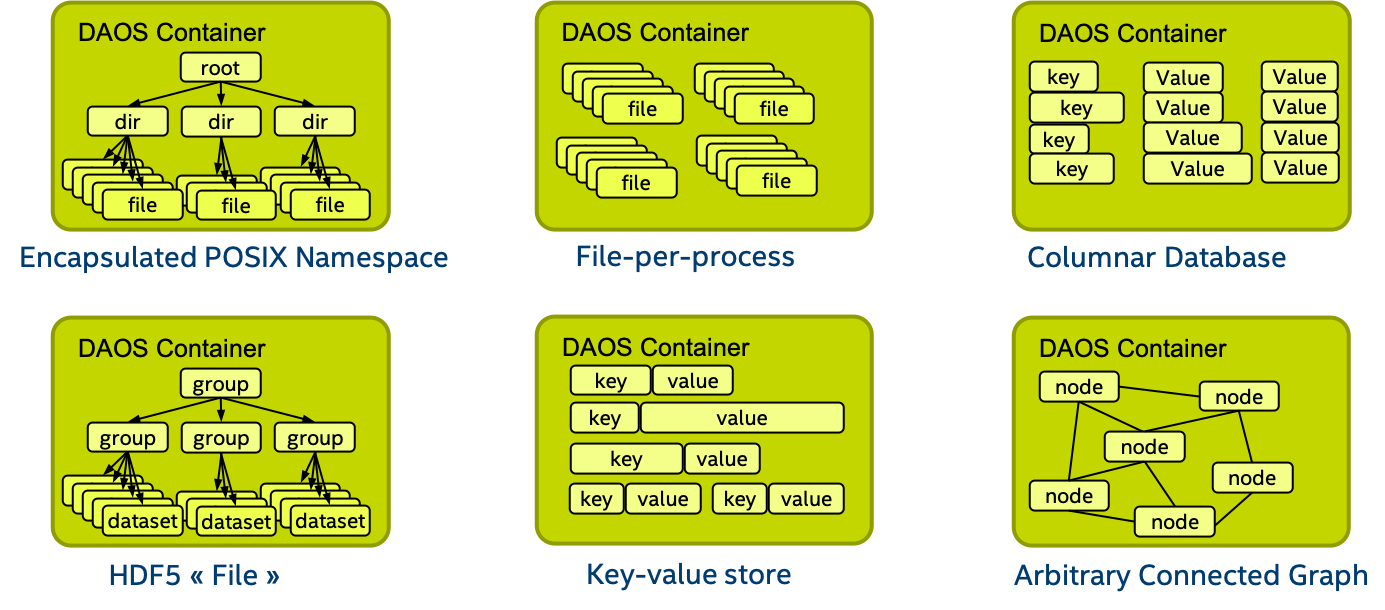 DAOS Container
root
dir dir dir
file file file
Encapsulated POSIX Namespace
DAOS Container
file file
file file
File-per-process
DAOS Container
key Value Value
key Value Value
key Value Value
key Value Value
Columnar Database
DAOS Container
group
group group group
dataset dataset dataset
HDF5 « File »
DAOS Container
key value
key value
key value
key value key value
Key-value store
DAOS Container
node
node
node
node
node
node
Arbitrary Connected Graph